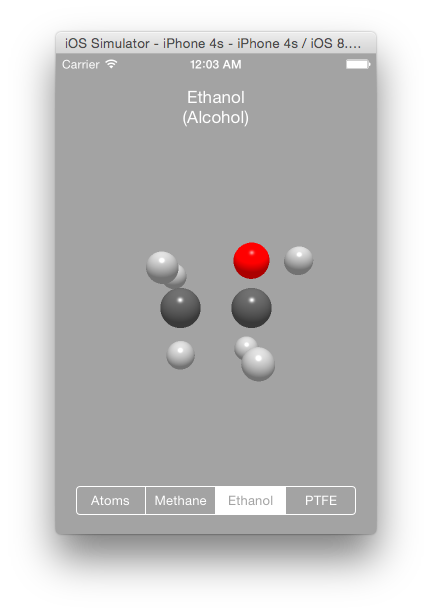 iOS Simulator - iPhone 4s - iPhone 4s / iOS 8....
Carrier 12:03 AM
Ethanol
(Alcohol)
Atoms Methane Ethanol PTFE